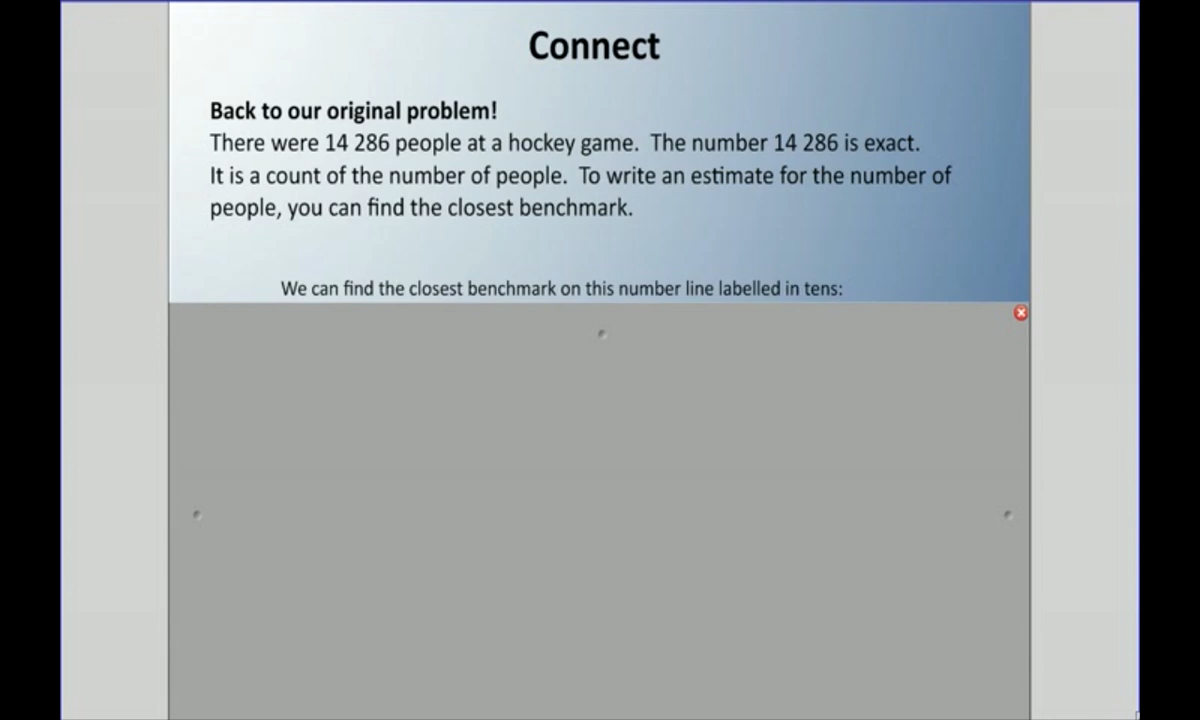 Connect
Back to our original problem!
There were 14 286 people at a hockey game.  The number 14 286 is exact.
It is a count of the number of people.  To write an estimate for the number of
people, you can find the closest benchmark.
We can find the closest benchmark on this number line labelled in tens: